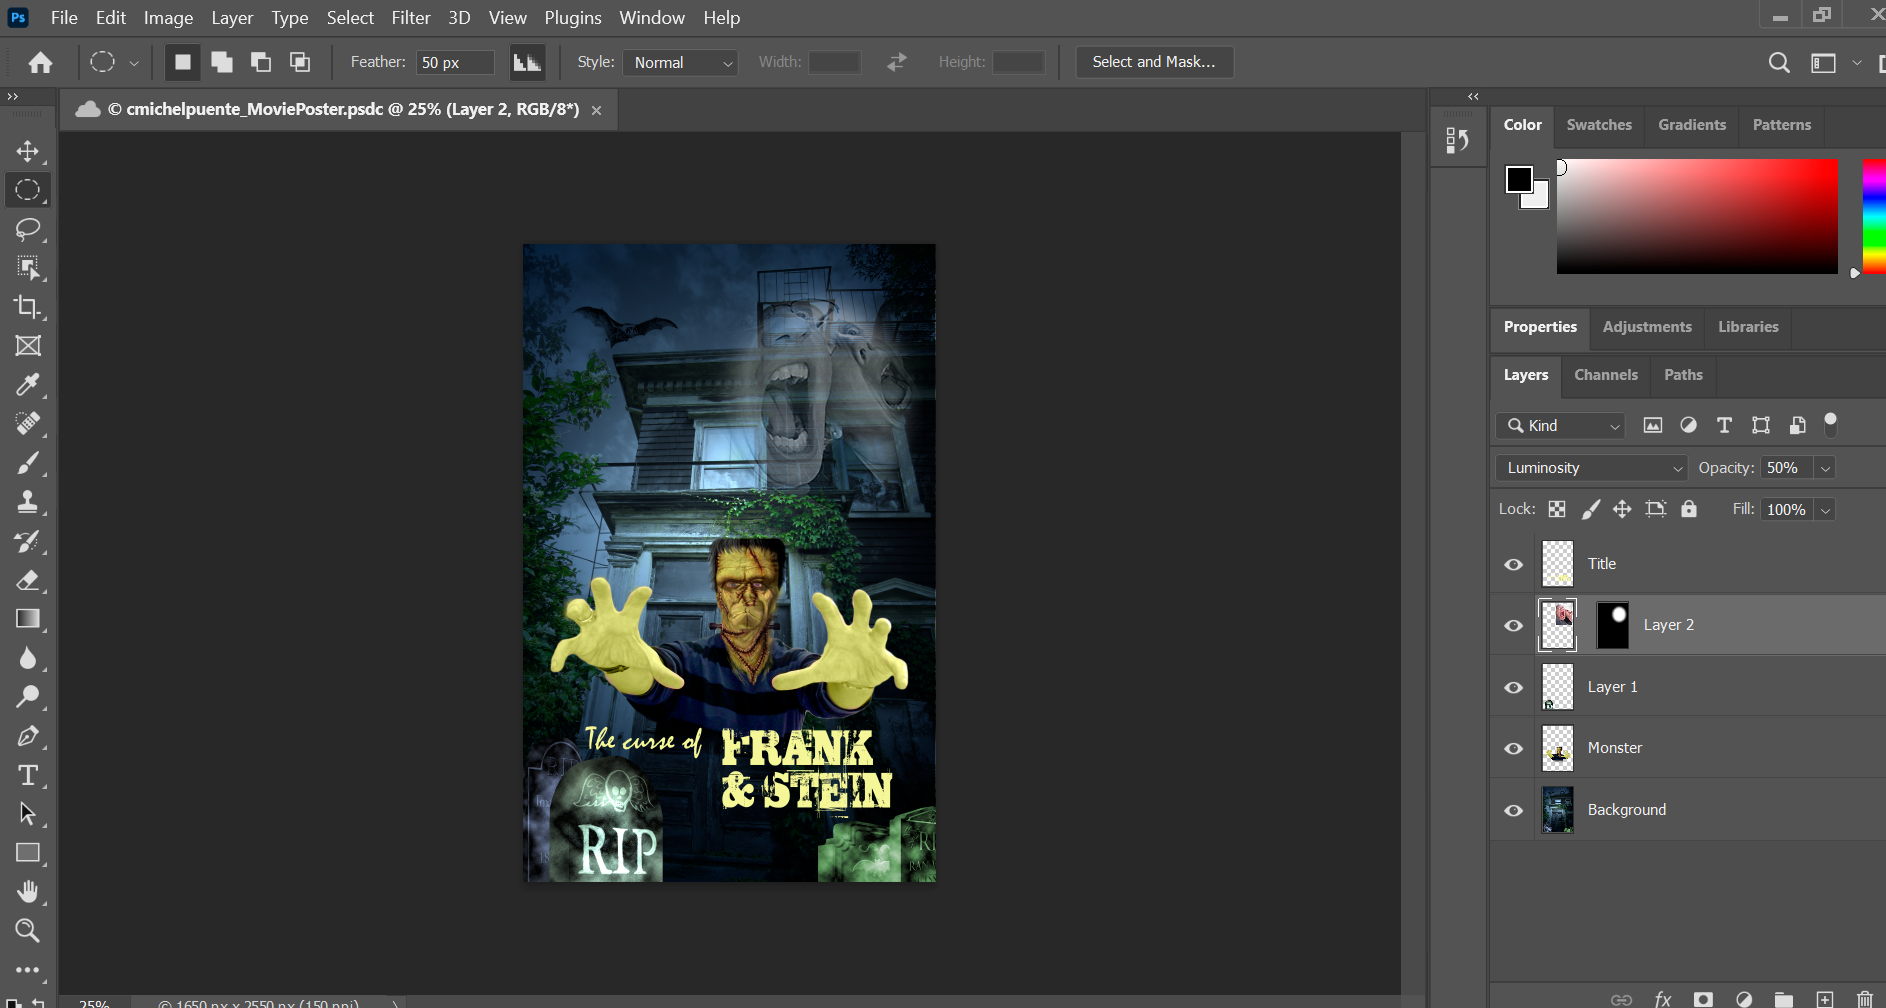 Ps File Edit Image Layer Type Select Filter 3D View Plugins Window Help
Feather: 50 px Style: Normal Width: Height: Select and Mask...
© cmichelpuente_MoviePoster.psdc @ 25% (Layer 2, RGB/8*) ×
Color Swatches Gradients Patterns
Properties Adjustments Libraries
Layers Channels Paths
Kind
Luminosity Opacity: 50%
Lock: Fill: 100%
Title
Layer 2
Layer 1
Monster
Background
The curse of FRANK
& STEIN
RIP
RIP
25% © 1650 px x 2550 px (150 ppi)
fx